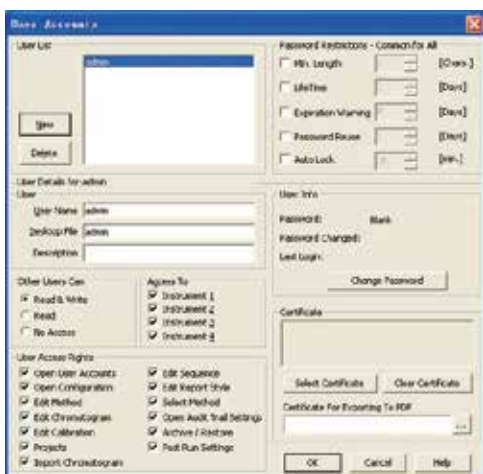 User Accounts
User List
admin
New
Delete
Password Restrictions - Common for All
Min. Length [Chars.]
LifeTime [Days]
Expiration Warning [Days]
Password Reuse [Days]
Auto Lock [min.]
User Details for admin
User
User Name admin
Desktop File admin
Description
Other Users Can
Read & Write
Read
No Access
Access To
Instrument 1
Instrument 2
Instrument 3
Instrument 4
User Access Rights
Open User Accounts
Open Configuration
Edit Method
Edit Chromatogram
Edit Calibration
Projects
Import Chromatogram
Edit Sequence
Edit Report Style
Select Method
Open Audit Trail Settings
Archive / Restore
Post Run Settings
User Info
Password: Blank
Password Changed:
Last Login:
Change Password
Certificate
Select Certificate Clear Certificate
Certificate For Exporting To PDF
...
OK Cancel Help